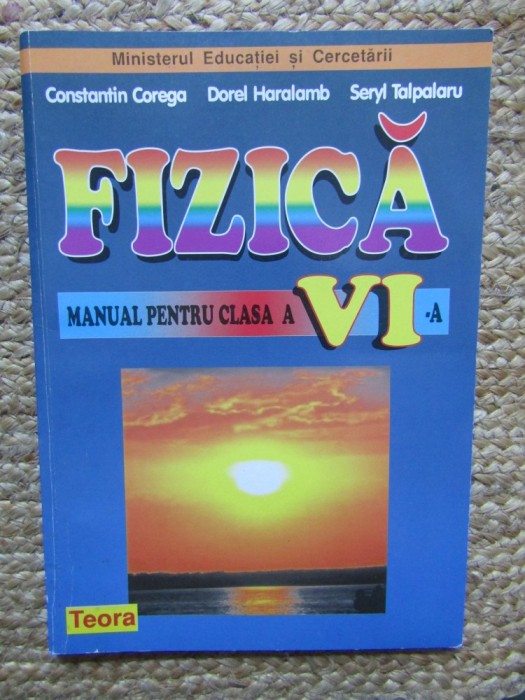 Ministerul Educației și Cercetării
Constantin Corega Dorel Haralamb Seryl Talpalaru
FIZICĂ
MANUAL PENTRU CLASA A VI-A
Teora